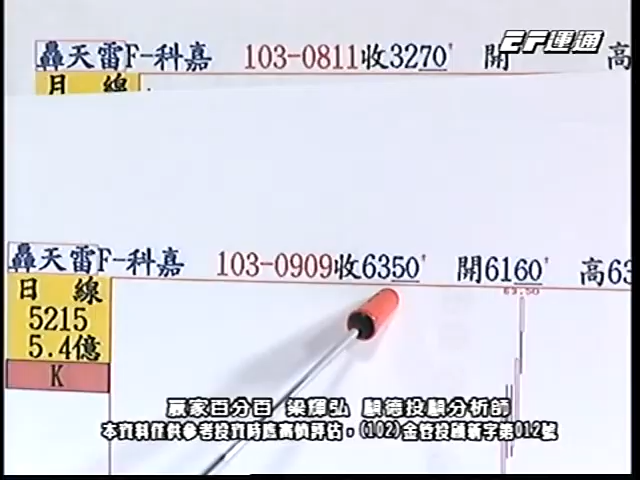 EF運通
轟天雷F-科嘉 103-0811收3270' 開 高
日 線
轟天雷F-科嘉 103-0909收6350' 開6160' 高63
日 線
5215
5.4億
K
63.50
贏家百分百 梁輝弘 顧德投顧分析師
本資料僅供參考投資時應審慎評估，(102)金管投顧新字第012號